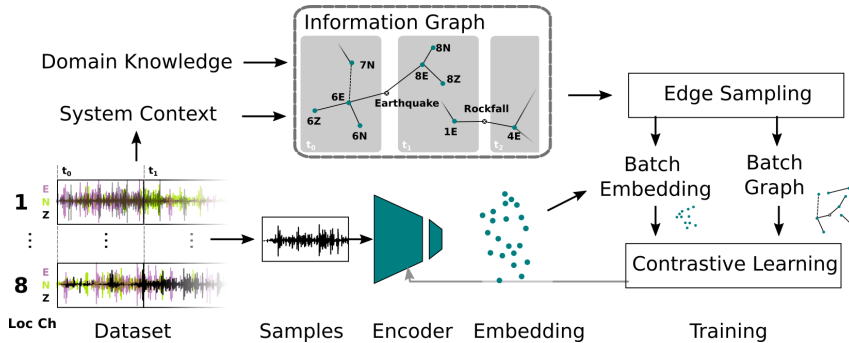 Information Graph
Domain Knowledge
System Context
7N
8N
8E
8Z
6E
Earthquake
6Z
6N
Rockfall
1E
4E
t₀
t₁
t₂
Edge Sampling
Batch
Embedding
Batch
Graph
Contrastive Learning
t₀
t₁
1
E
N
Z
8
E
N
Z
Loc Ch
Dataset
Samples
Encoder
Embedding
Training